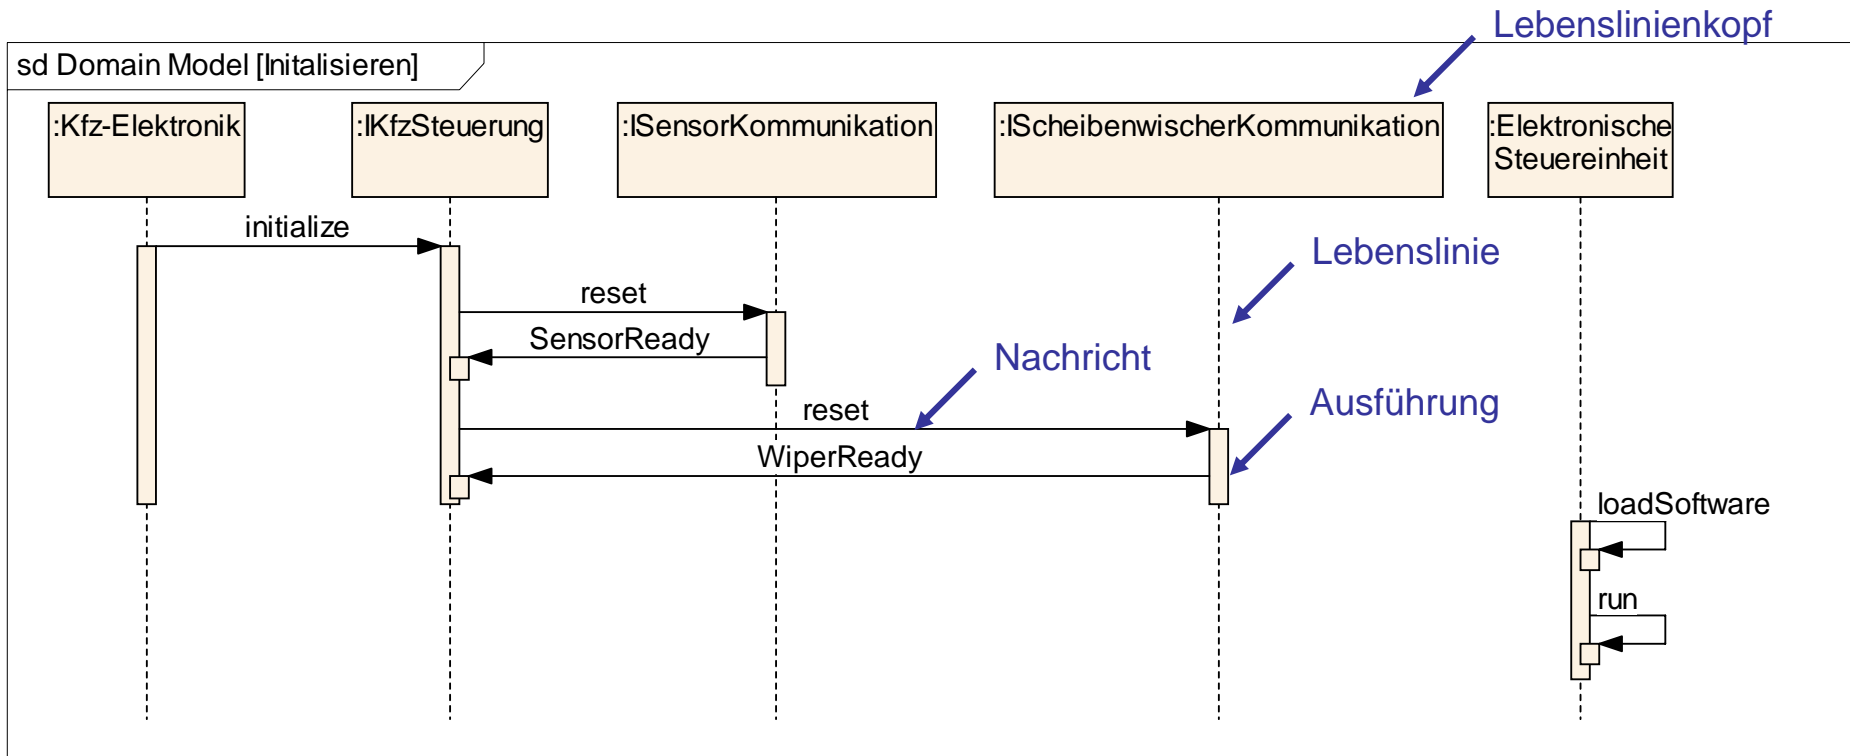 Lebenslinienkopf
sd Domain Model [Initalisieren]
:Kfz-Elektronik
:IKfzSteuerung
:ISensorKommunikation
:IScheibenwischerKommunikation
:Elektronische
Steuereinheit
initialize
Lebenslinie
reset
SensorReady
Nachricht
Ausführung
reset
WiperReady
loadSoftware
run